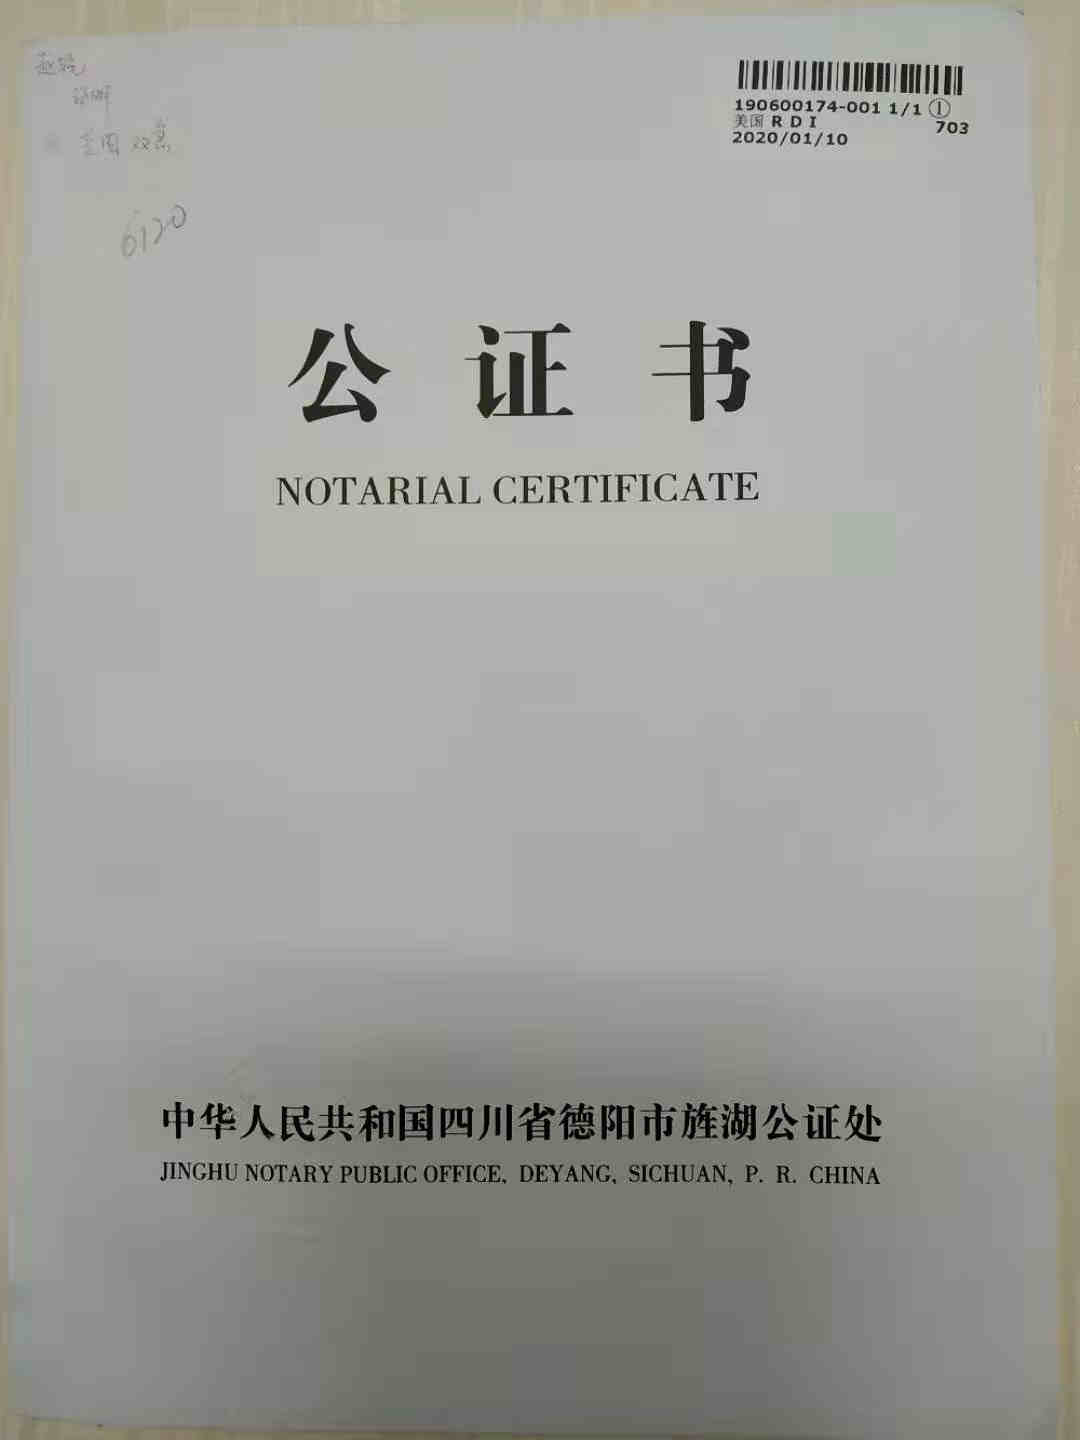 190600174-001 1/1 ①
美国 R D I 703
2020/01/10
6120
公证书
NOTARIAL CERTIFICATE
中华人民共和国四川省德阳市旌湖公证处
JINGHU NOTARY PUBLIC OFFICE, DEYANG, SICHUAN, P. R. CHINA